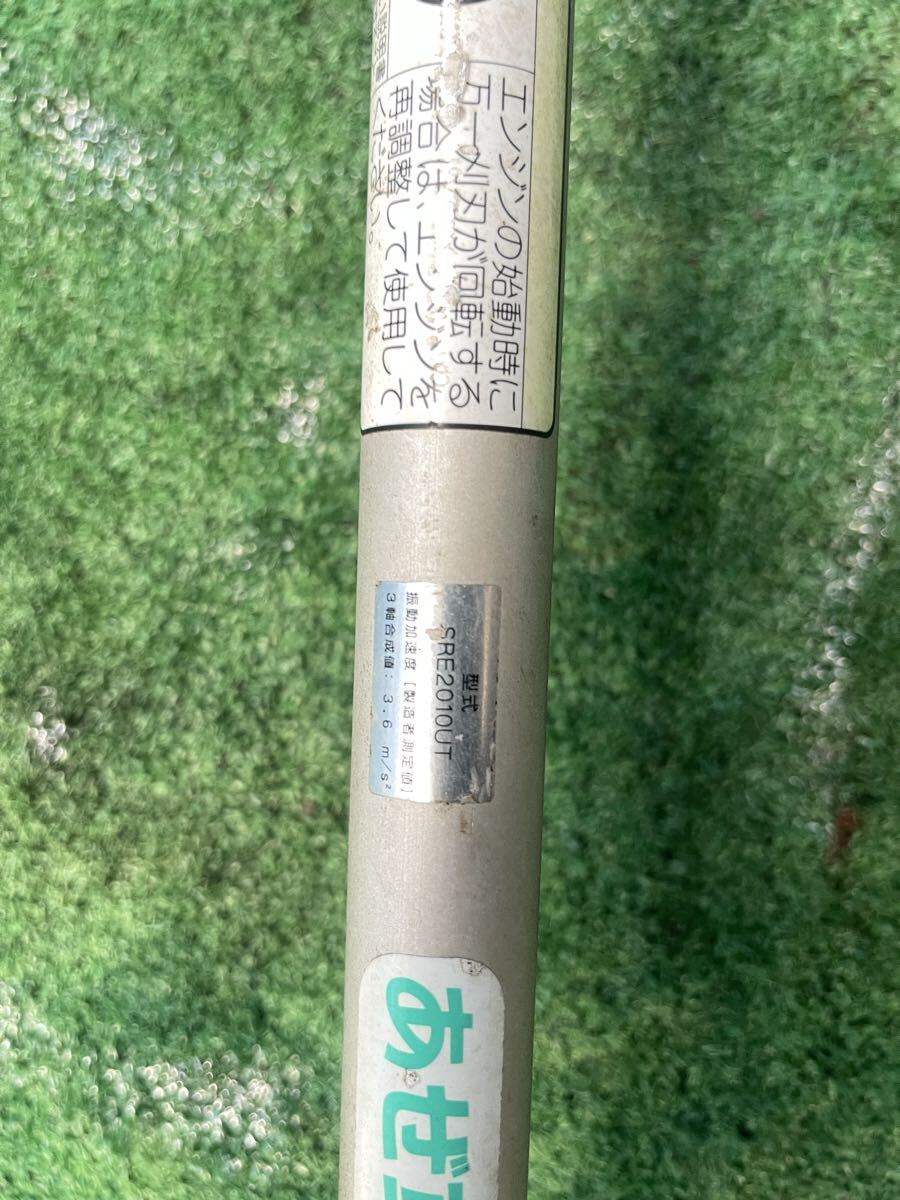 エンジンの始動時に
万一刈刃が回転する
場合は、エンジンを
再調整して使用して
ください。
型式
SRE2010UT
振動加速度［製造者測定値］
3軸合成値: 3.6 m/s²
あぜ